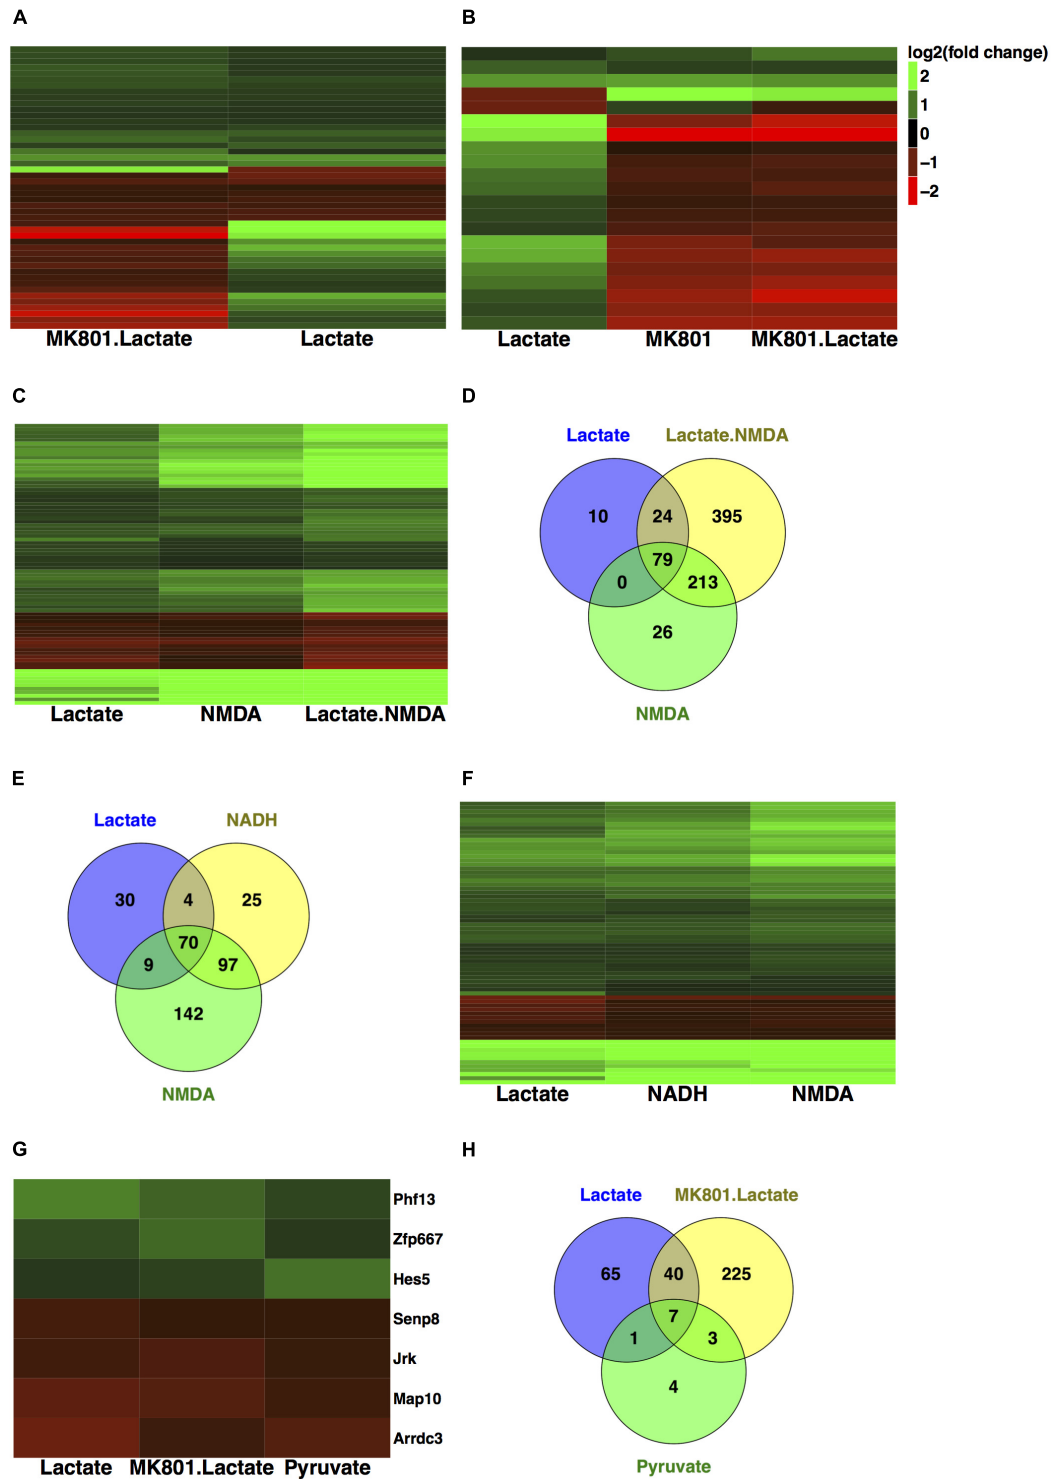 A
MK801.Lactate
Lactate
B
log2(fold change)
2
1
0
−1
−2
Lactate
MK801
MK801.Lactate
C
Lactate
NMDA
Lactate.NMDA
D
Lactate
Lactate.NMDA
10
24
395
79
0
213
26
NMDA
E
Lactate
NADH
30
4
25
70
9
97
142
NMDA
F
Lactate
NADH
NMDA
G
Phf13
Zfp667
Hes5
Senp8
Jrk
Map10
Arrdc3
Lactate
MK801.Lactate
Pyruvate
H
Lactate
MK801.Lactate
65
40
225
7
1
3
4
Pyruvate